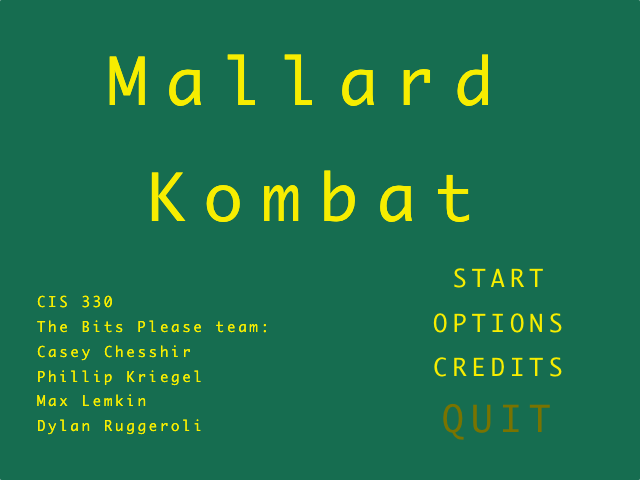 Mallard
Kombat
CIS 330
The Bits Please team:
Casey Chesshir
Phillip Kriegel
Max Lemkin
Dylan Ruggeroli
START
OPTIONS
CREDITS
QUIT